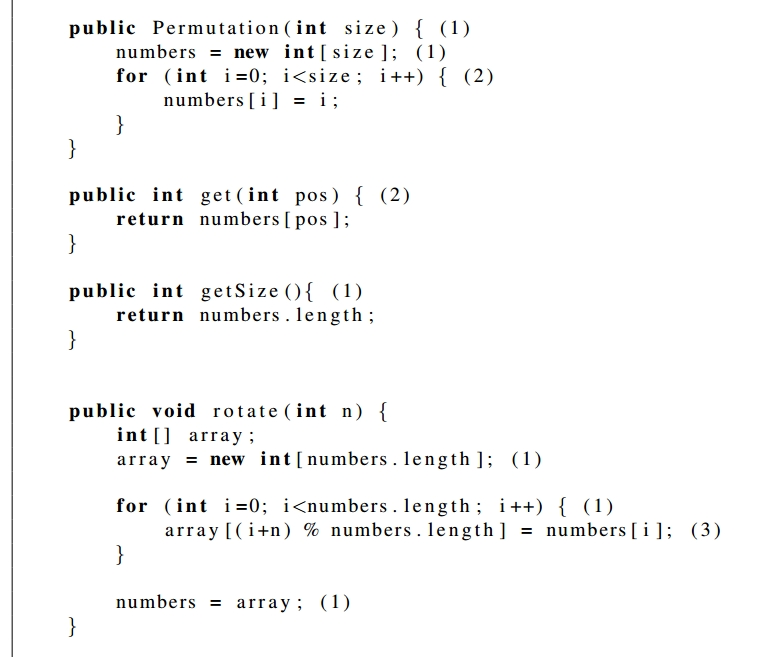 public Permutation(int size) { (1)
numbers = new int[size]; (1)
for (int i=0; i<size; i++) { (2)
numbers[i] = i;
}
}
public int get(int pos) { (2)
return numbers[pos];
}
public int getSize(){ (1)
return numbers.length;
}
public void rotate(int n) {
int[] array;
array = new int[numbers.length]; (1)
for (int i=0; i<numbers.length; i++) { (1)
array[(i+n) % numbers.length] = numbers[i]; (3)
}
numbers = array; (1)
}